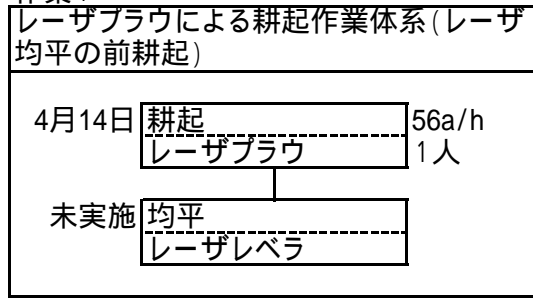 レーザプラウによる耕起作業体系(レーザ
均平の前耕起)
4月14日 耕起 56a/h
レーザプラウ 1人
未実施 均平
レーザレベラ